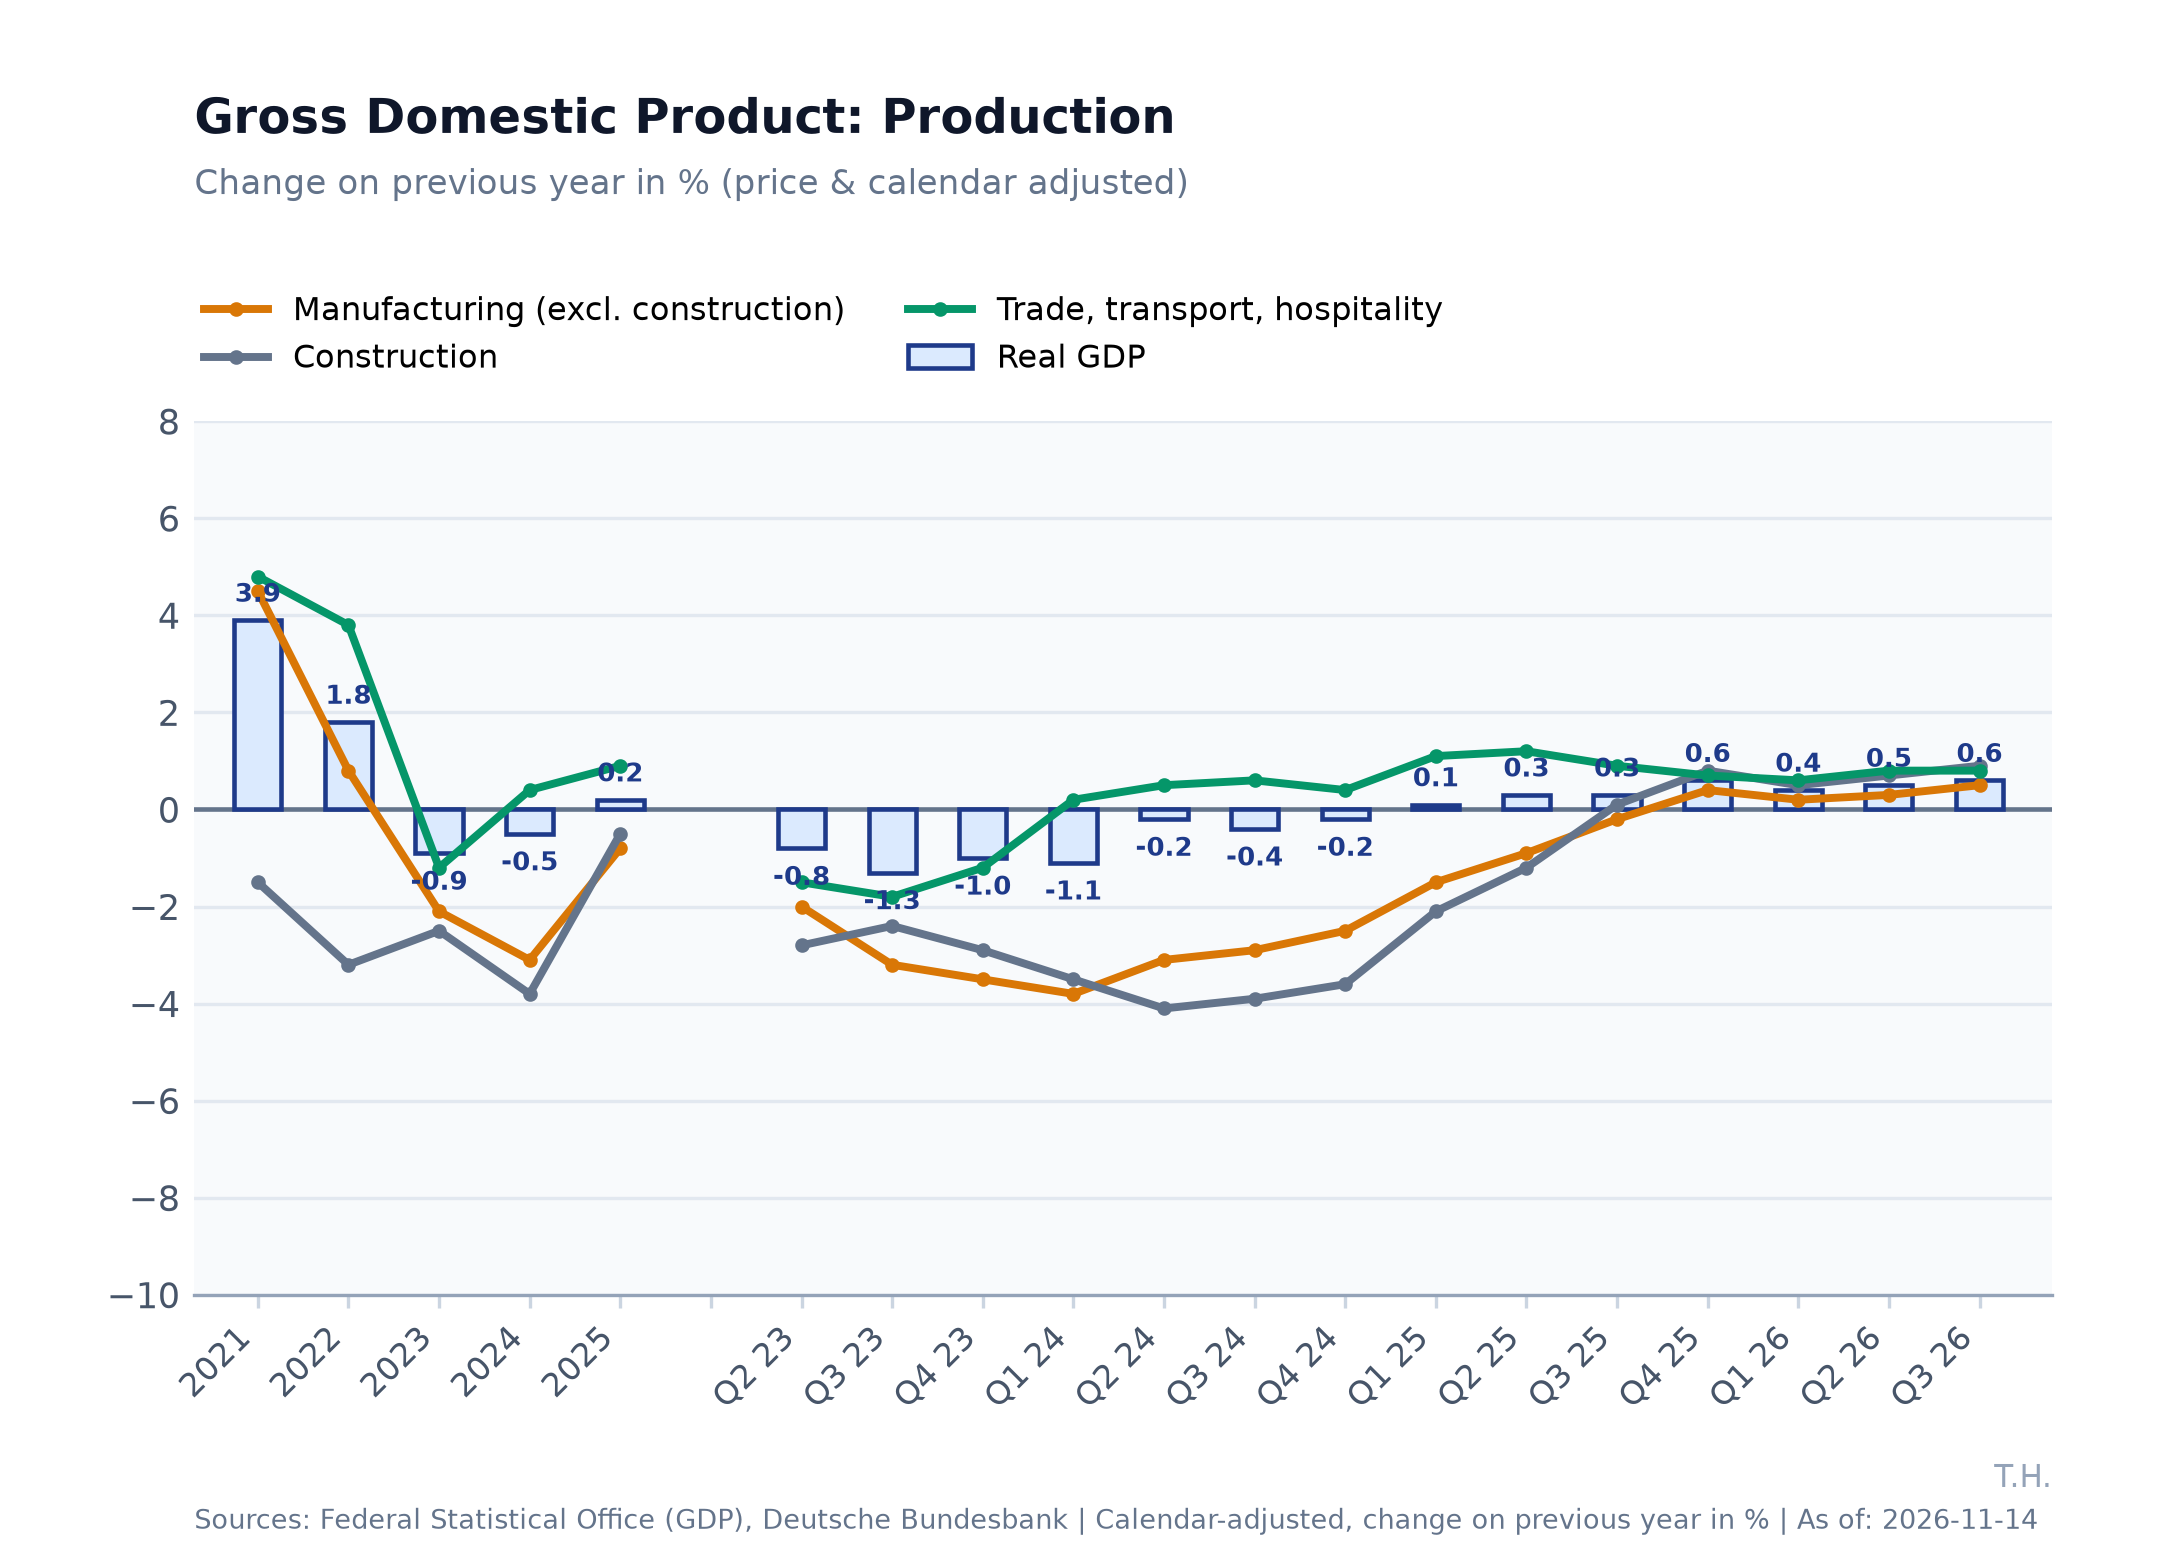 Gross Domestic Product: Production
Change on previous year in % (price & calendar adjusted)
Manufacturing (excl. construction)
Trade, transport, hospitality
Construction
Real GDP
8
6
4
2
0
−2
−4
−6
−8
−10
3.9
1.8
-0.9
-0.5
0.2
-0.8
-1.3
-1.0
-1.1
-0.2
-0.4
-0.2
0.1
0.3
0.3
0.6
0.4
0.5
0.6
2021
2022
2023
2024
2025
Q2 23
Q3 23
Q4 23
Q1 24
Q2 24
Q3 24
Q4 24
Q1 25
Q2 25
Q3 25
Q4 25
Q1 26
Q2 26
Q3 26
T.H.
Sources: Federal Statistical Office (GDP), Deutsche Bundesbank | Calendar-adjusted, change on previous year in % | As of: 2026-11-14